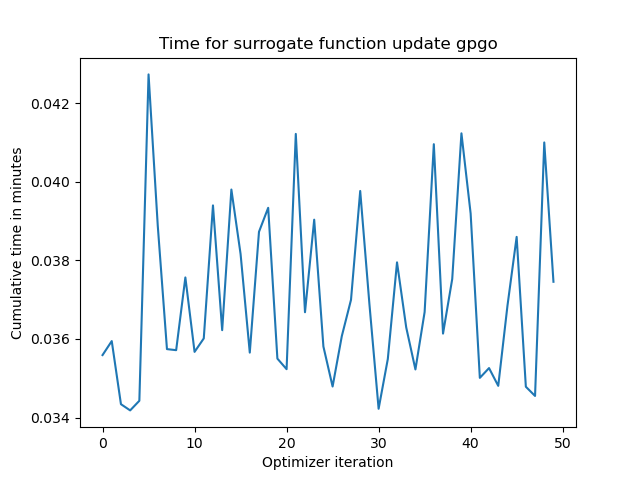 Time for surrogate function update gpgo
Cumulative time in minutes
0.042
0.040
0.038
0.036
0.034
0 10 20 30 40 50
Optimizer iteration